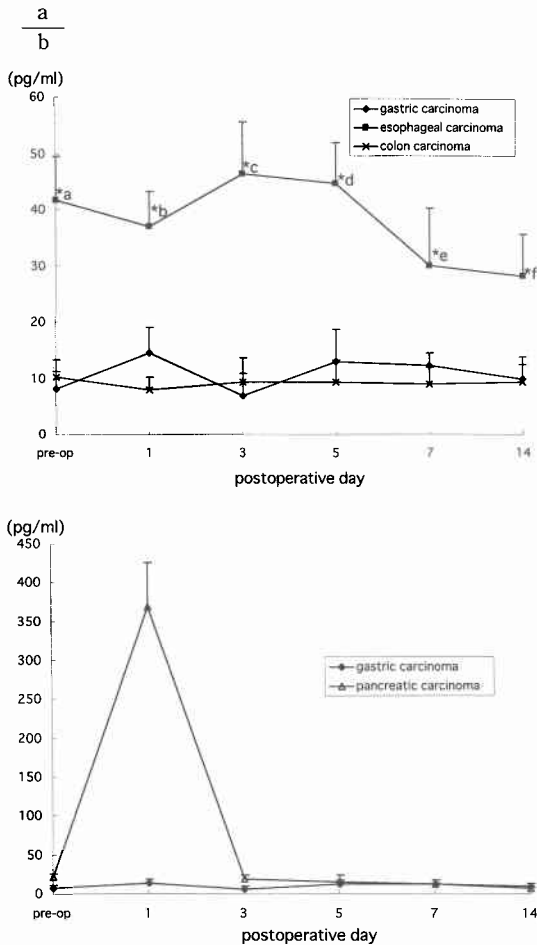 a
b
(pg/ml)
60
50
40
30
20
10
0
gastric carcinoma
esophageal carcinoma
colon carcinoma
*a
*b
*c
*d
*e
*f
pre-op 1 3 5 7 14
postoperative day
(pg/ml)
450
400
350
300
250
200
150
100
50
0
gastric carcinoma
pancreatic carcinoma
pre-op 1 3 5 7 14
postoperative day